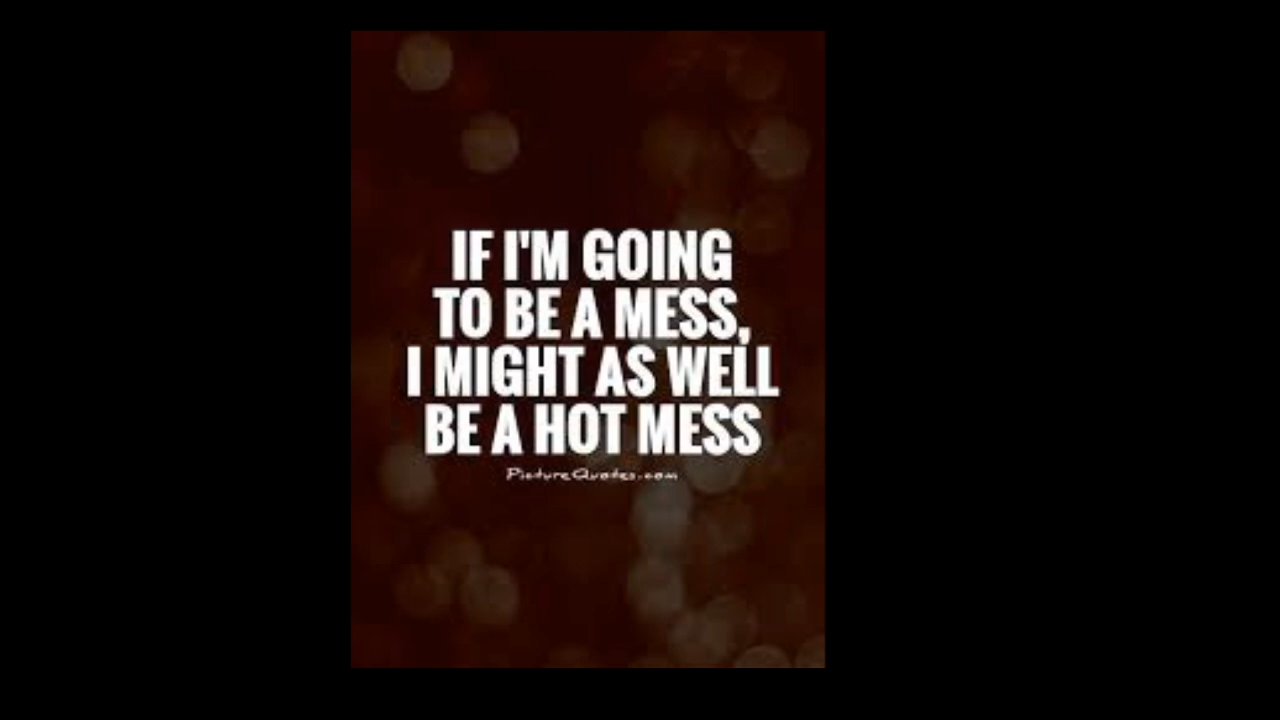 IF I'M GOING
TO BE A MESS,
I MIGHT AS WELL
BE A HOT MESS
PictureQuotes.com